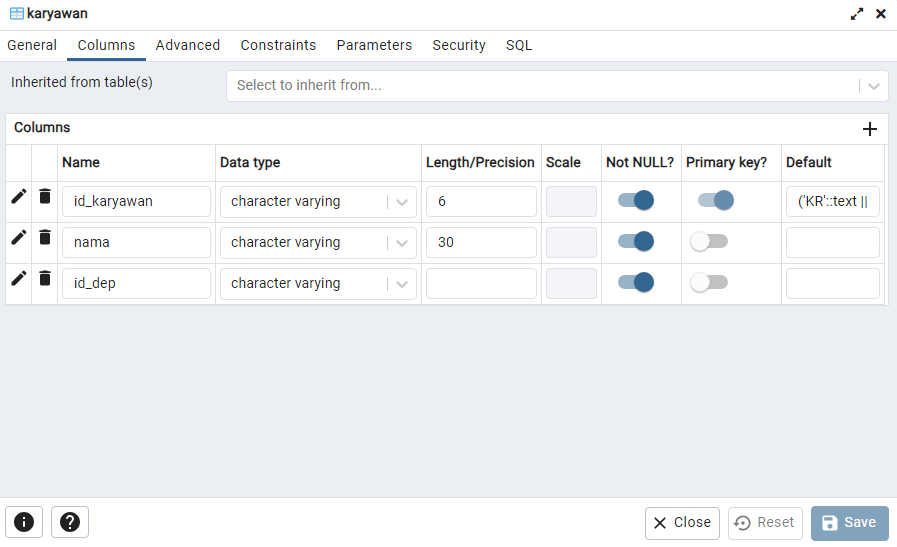 karyawan
General Columns Advanced Constraints Parameters Security SQL
Inherited from table(s) Select to inherit from...
Columns
Name Data type Length/Precision Scale Not NULL? Primary key? Default
id_karyawan character varying 6 ('KR'::text ||
nama character varying 30
id_dep character varying
Close Reset Save